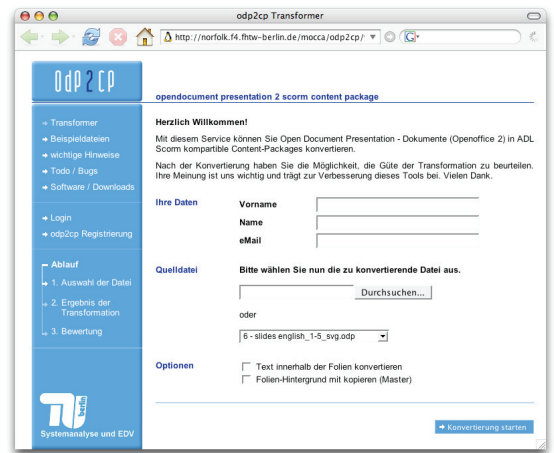 odp2cp Transformer
http://norfolk.f4.fhtw-berlin.de/mocca/odp2cp/
G
Odp2CP
opendocument presentation 2 scorm content package
Transformer
Beispieldateien
wichtige Hinweise
Todo / Bugs
Software / Downloads
Login
odp2cp Registrierung
Ablauf
1. Auswahl der Datei
2. Ergebnis der
Transformation
3. Bewertung
TU berlin
Systemanalyse und EDV
Herzlich Willkommen!
Mit diesem Service können Sie Open Document Presentation - Dokumente (Openoffice 2) in ADL
Scorm kompartible Content-Packages konvertieren.
Nach der Konvertierung haben Sie die Möglichkeit, die Güte der Transformation zu beurteilen.
Ihre Meinung ist uns wichtig und trägt zur Verbesserung dieses Tools bei. Vielen Dank.
Ihre Daten
Vorname
Name
eMail
Quelldatei
Bitte wählen Sie nun die zu konvertierende Datei aus.
Durchsuchen...
oder
6 - slides english_1-5_svg.odp
Optionen
Text innerhalb der Folien konvertieren
Folien-Hintergrund mit kopieren (Master)
Konvertierung starten